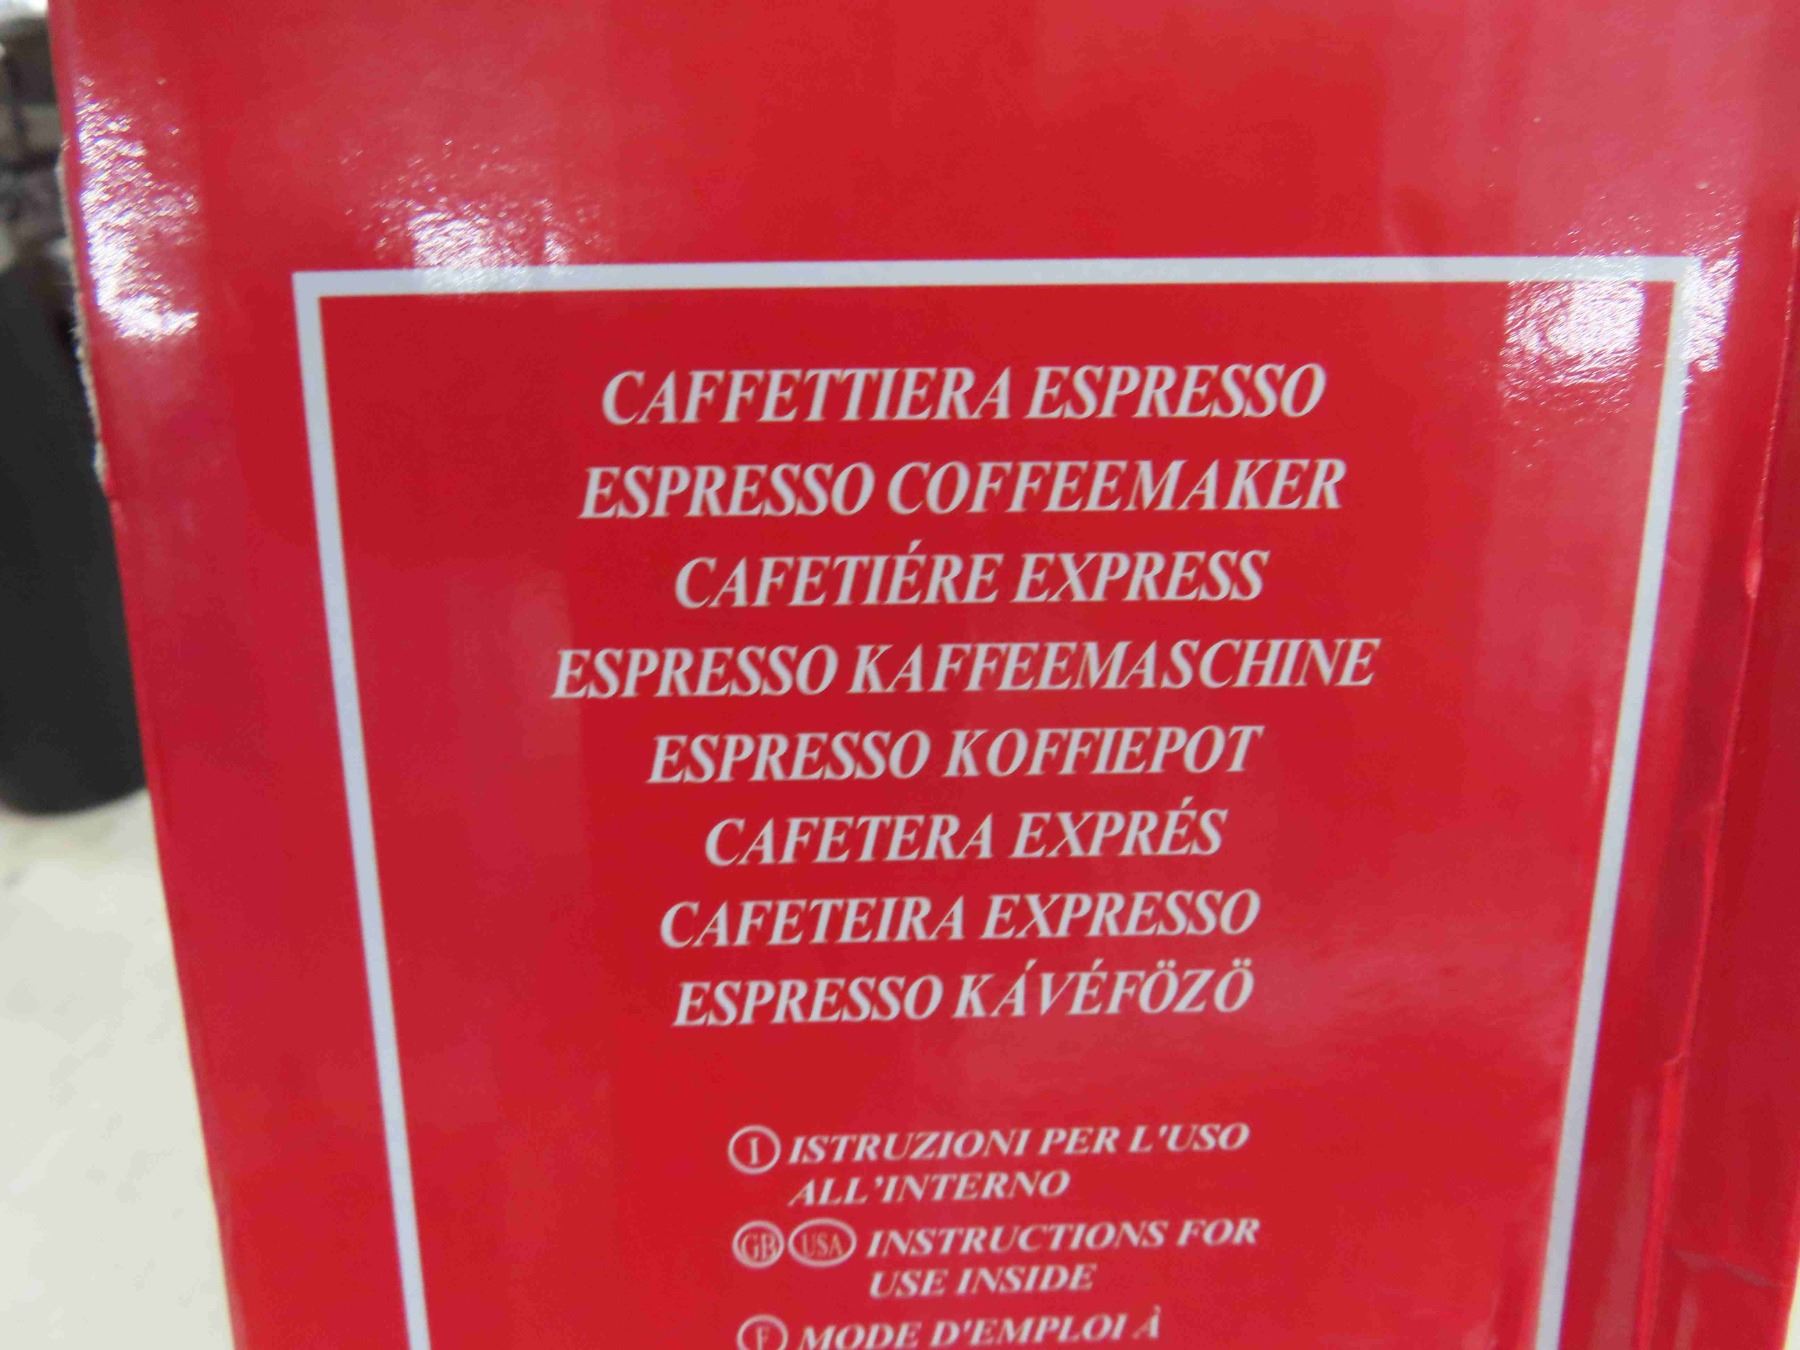 CAFFETTIERA ESPRESSO
ESPRESSO COFFEEMAKER
CAFETIÉRE EXPRESS
ESPRESSO KAFFEEMASCHINE
ESPRESSO KOFFIEPOT
CAFETERA EXPRÉS
CAFETEIRA EXPRESSO
ESPRESSO KÁVÉFÖZÖ
I ISTRUZIONI PER L'USO
ALL'INTERNO
GB USA INSTRUCTIONS FOR
USE INSIDE
F MODE D'EMPLOI À